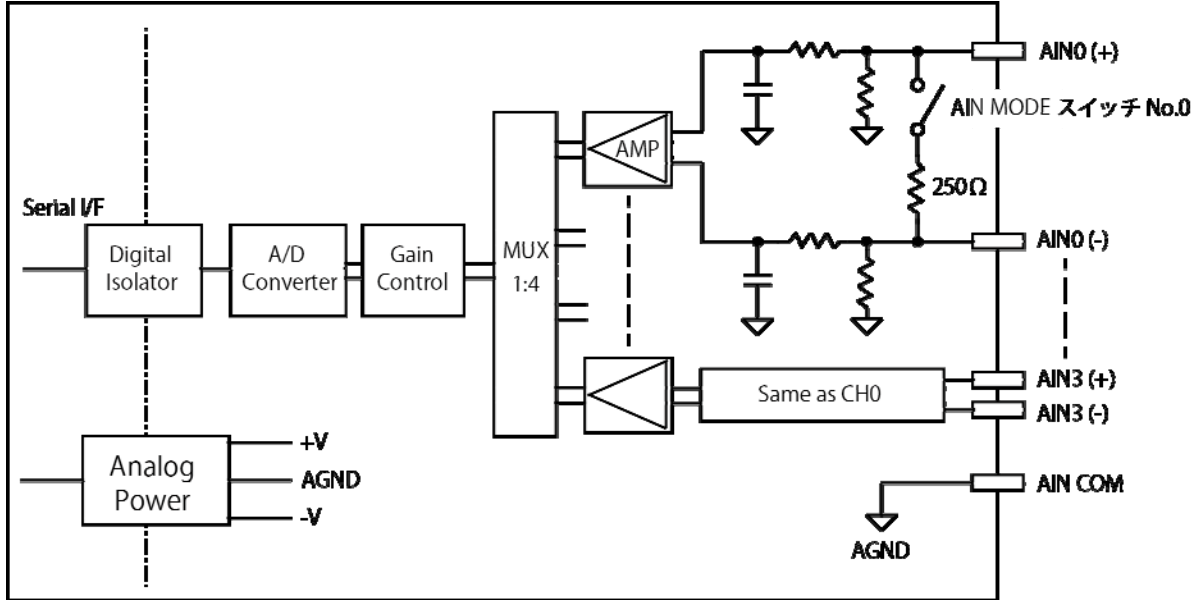 AIN0 (+)
AIN MODE スイッチ No.0
AMP
250Ω
Serial I/F
Digital
Isolator
A/D
Converter
Gain
Control
MUX
1:4
AIN0 (-)
Same as CH0
AIN3 (+)
AIN3 (-)
Analog
Power
+V
AGND
-V
AIN COM
AGND